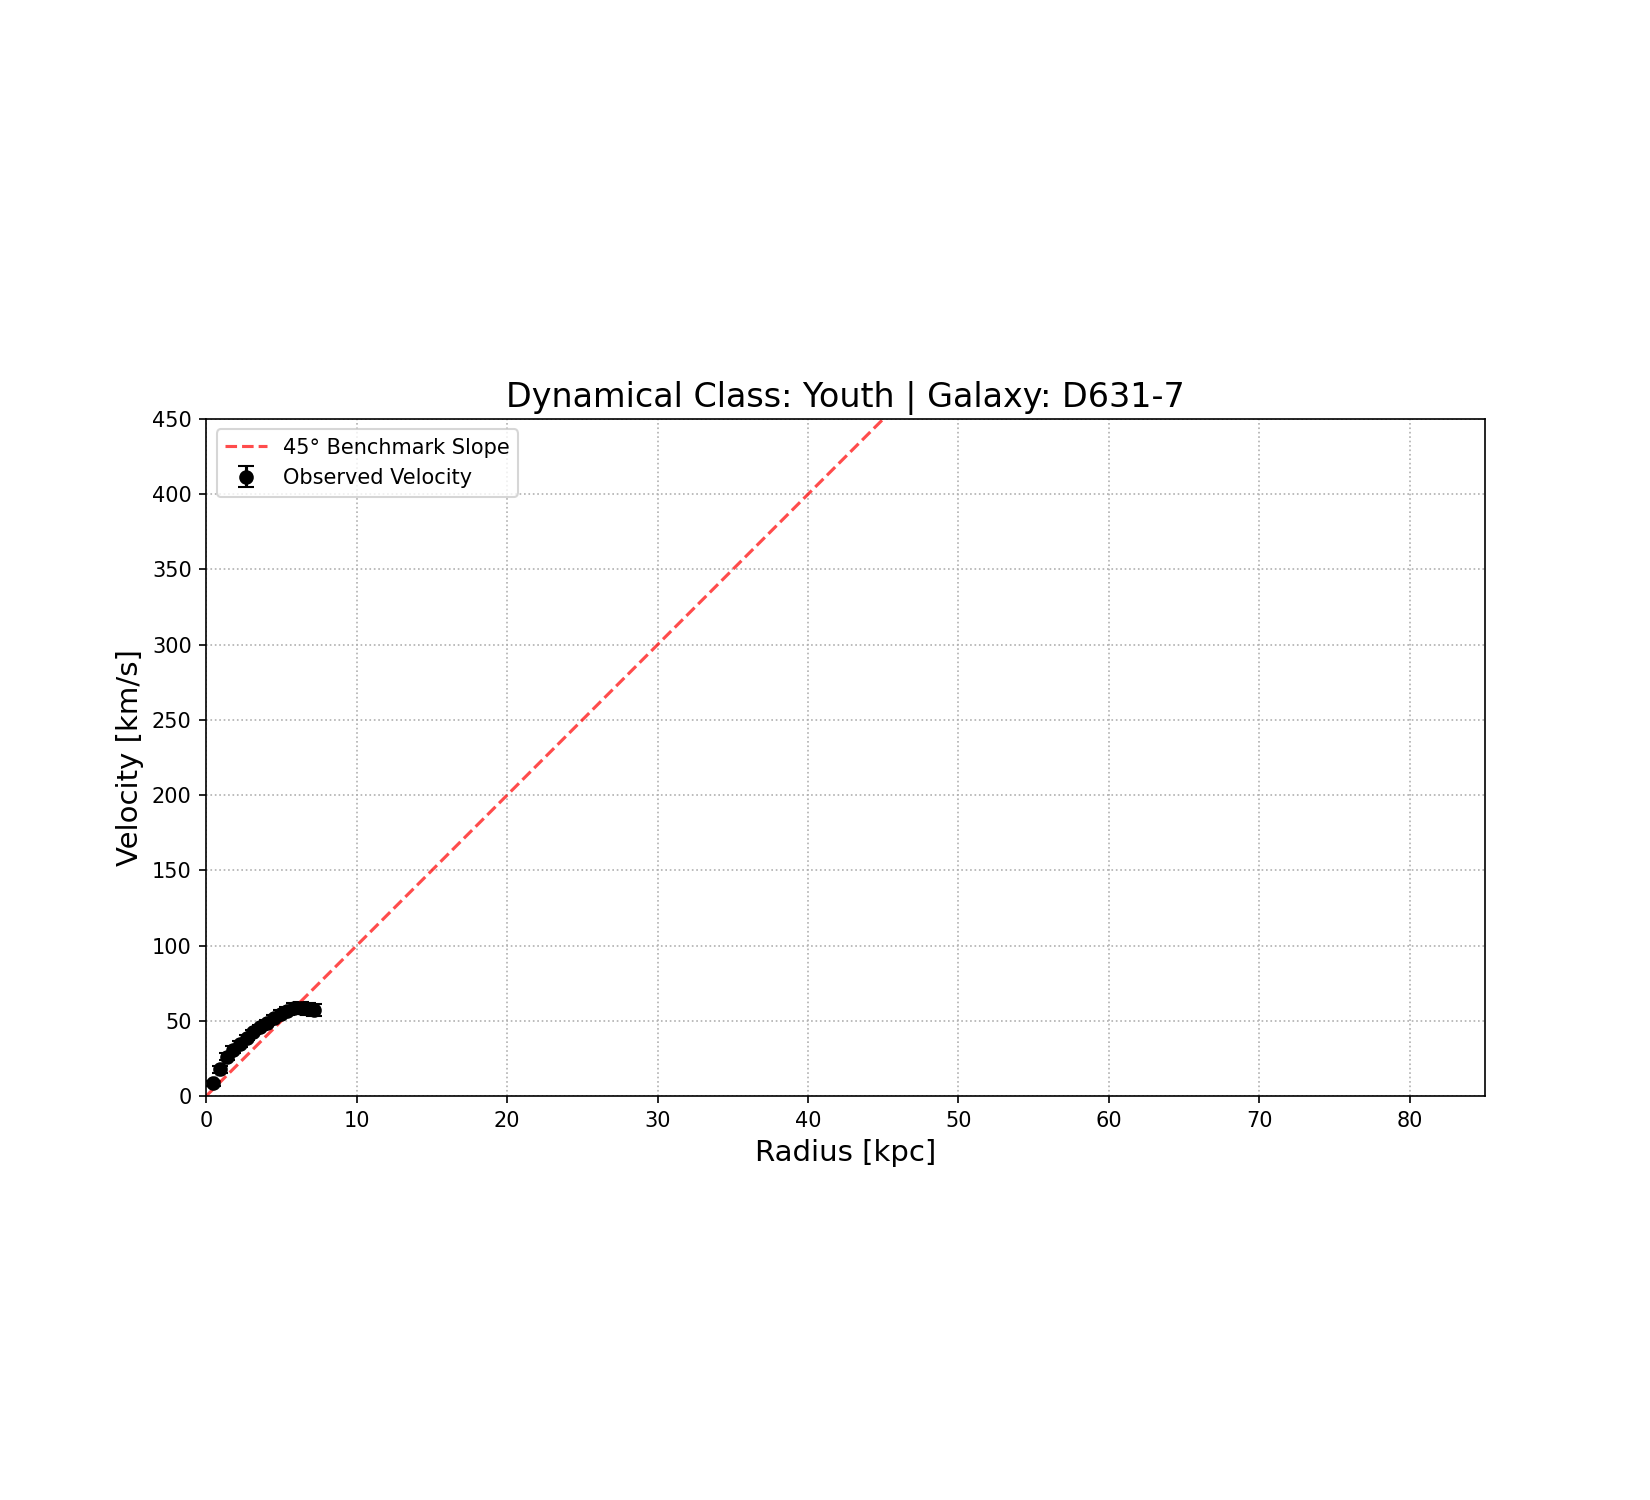 Dynamical Class: Youth | Galaxy: D631-7
45° Benchmark Slope
Observed Velocity
Velocity [km/s]
450
400
350
300
250
200
150
100
50
0
0 10 20 30 40 50 60 70 80
Radius [kpc]